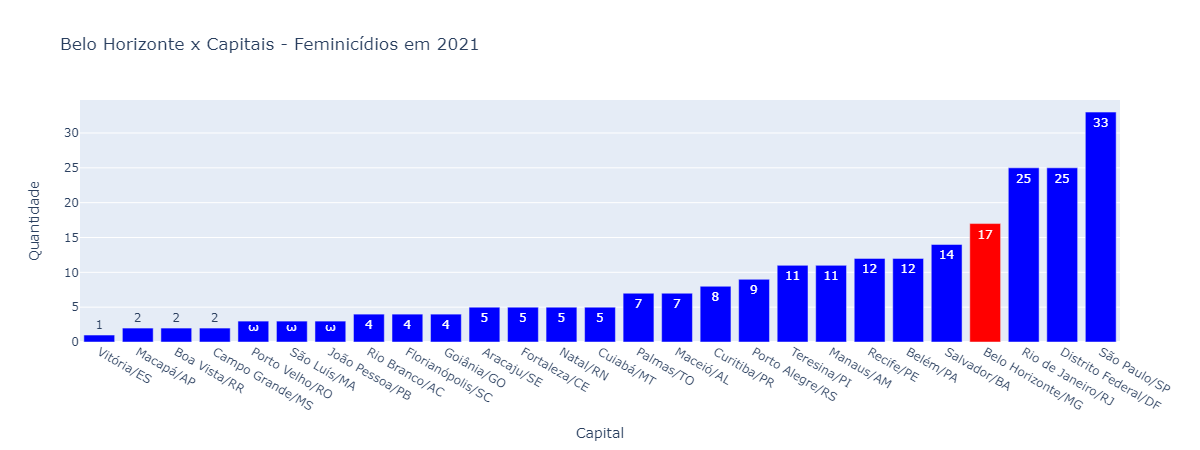 Belo Horizonte x Capitais - Feminicídios em 2021
Quantidade
30
25
20
15
10
5
0
1
2
2
2
3
3
3
4
4
4
5
5
5
5
7
7
8
9
11
11
12
12
14
17
25
25
33
Vitória/ES
Macapá/AP
Boa Vista/RR
Campo Grande/MS
Porto Velho/RO
São Luís/MA
João Pessoa/PB
Rio Branco/AC
Florianópolis/SC
Goiânia/GO
Aracaju/SE
Fortaleza/CE
Natal/RN
Cuiabá/MT
Palmas/TO
Maceió/AL
Curitiba/PR
Porto Alegre/RS
Teresina/PI
Manaus/AM
Recife/PE
Belém/PA
Salvador/BA
Belo Horizonte/MG
Rio de Janeiro/RJ
Distrito Federal/DF
São Paulo/SP
Capital